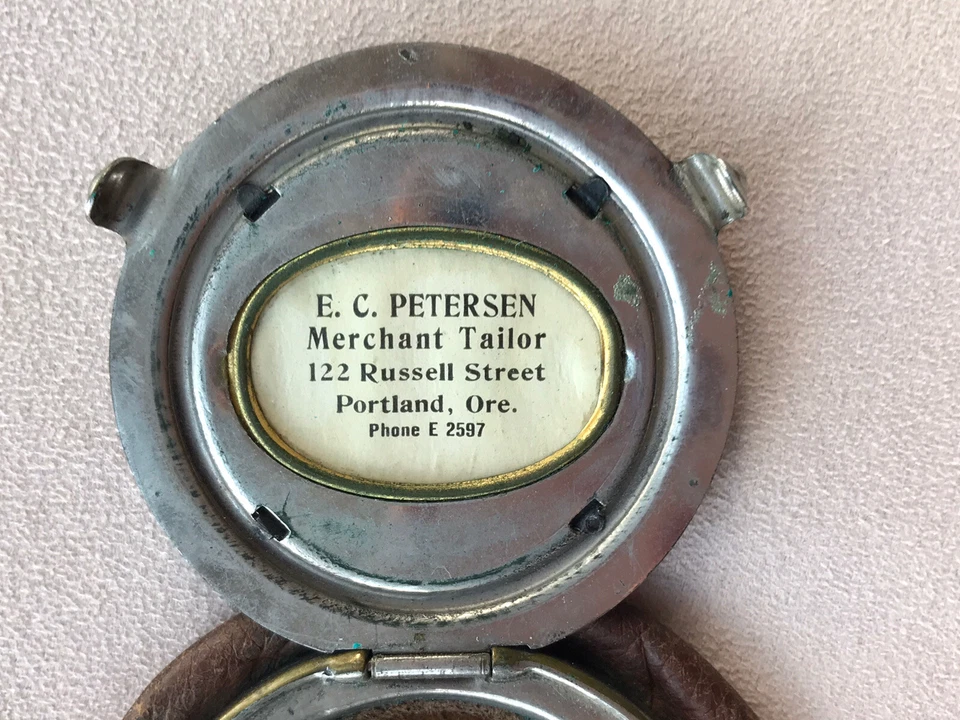 E. C. PETERSEN
Merchant Tailor
122 Russell Street
Portland, Ore.
Phone E 2597